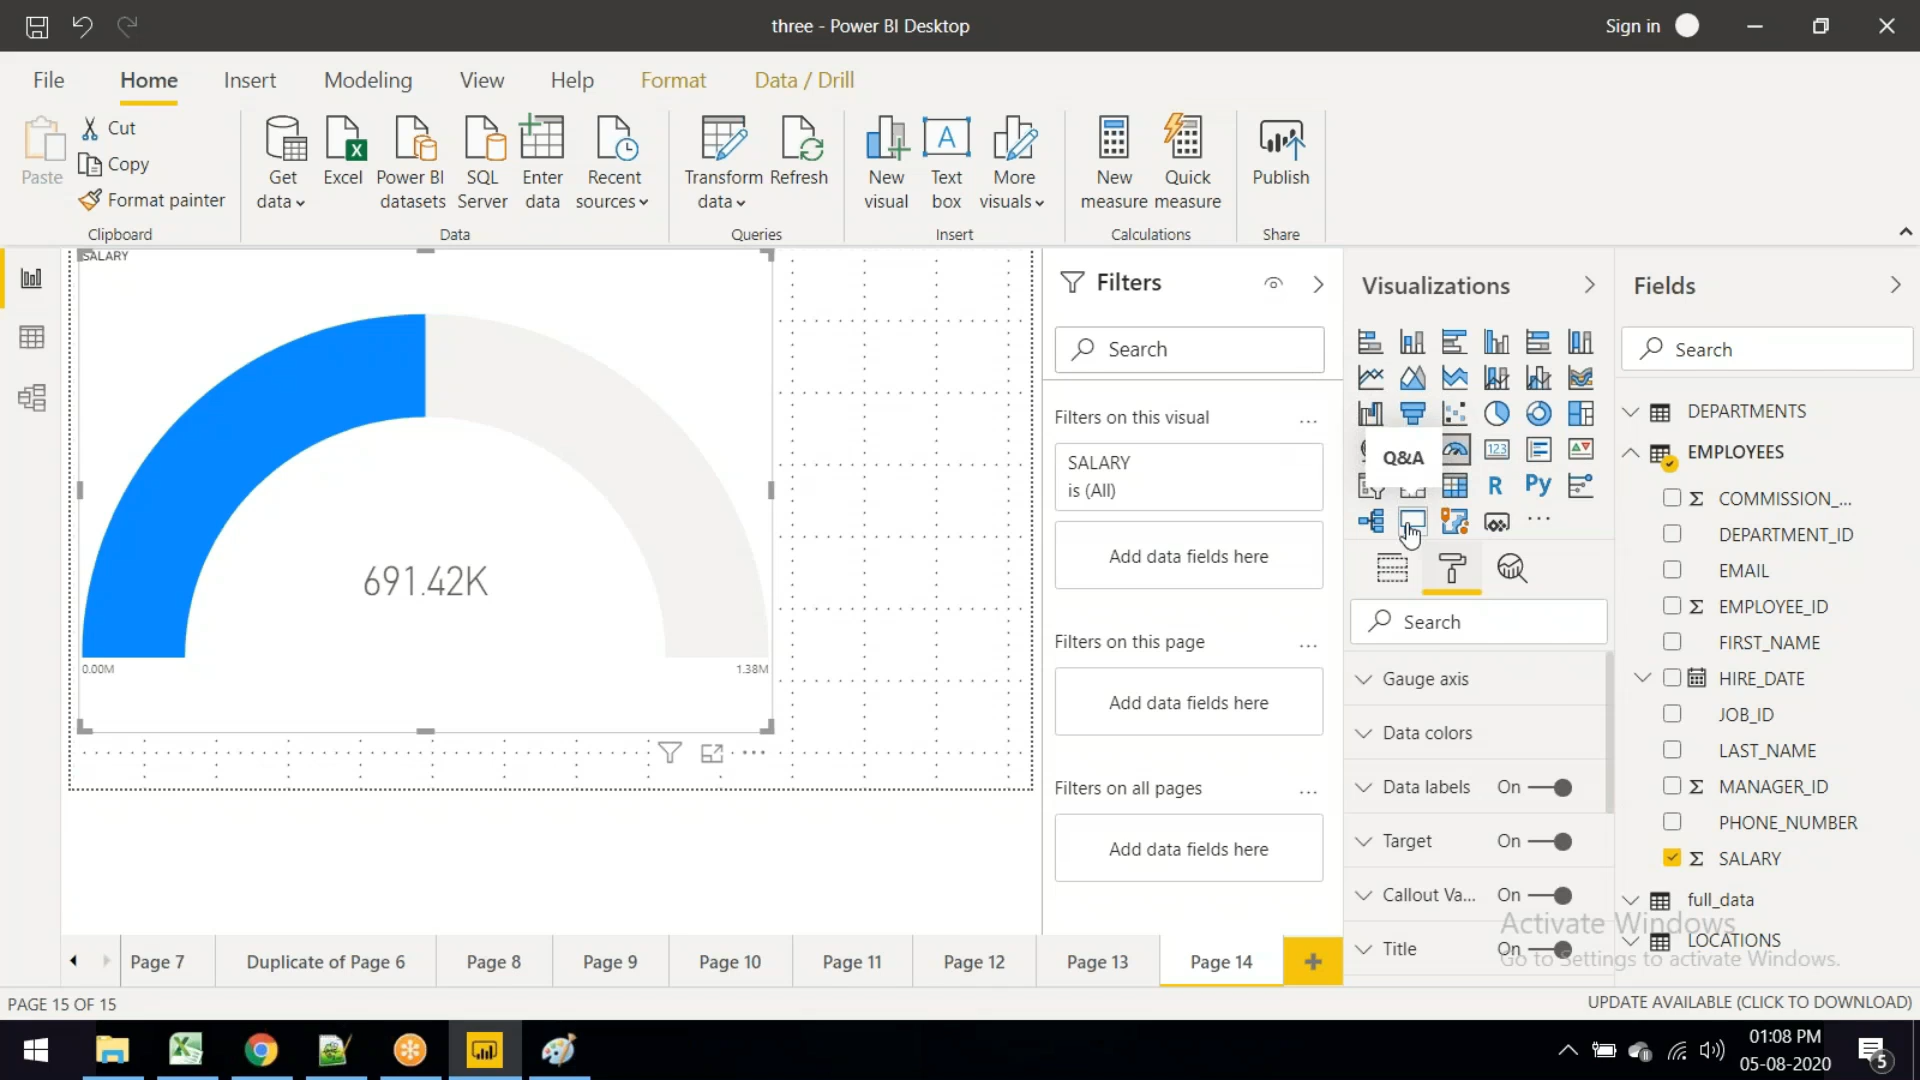 three - Power BI Desktop
Sign in
File
Home
Insert
Modeling
View
Help
Format
Data / Drill
Paste
Cut
Copy
Format painter
Clipboard
Get data
Excel
Power BI datasets
SQL Server
Enter data
Recent sources
Data
Transform data
Refresh
Queries
New visual
Text box
More visuals
Insert
New measure
Quick measure
Calculations
Publish
Share
SALARY
691.42K
0.00M
1.38M
Filters
Search
Filters on this visual
...
SALARY
is (All)
Add data fields here
Filters on this page
...
Add data fields here
Filters on all pages
...
Add data fields here
Visualizations
123
Q&A
R
Py
...
Search
Gauge axis
Data colors
Data labels On
Target On
Callout Va... On
Title On
Fields
Search
DEPARTMENTS
EMPLOYEES
Σ COMMISSION_...
DEPARTMENT_ID
EMAIL
Σ EMPLOYEE_ID
FIRST_NAME
HIRE_DATE
JOB_ID
LAST_NAME
Σ MANAGER_ID
PHONE_NUMBER
Σ SALARY
full_data
LOCATIONS
Activate Windows
Go to Settings to activate Windows.
Page 7
Duplicate of Page 6
Page 8
Page 9
Page 10
Page 11
Page 12
Page 13
Page 14
PAGE 15 OF 15
UPDATE AVAILABLE (CLICK TO DOWNLOAD)
01:08 PM
05-08-2020
5